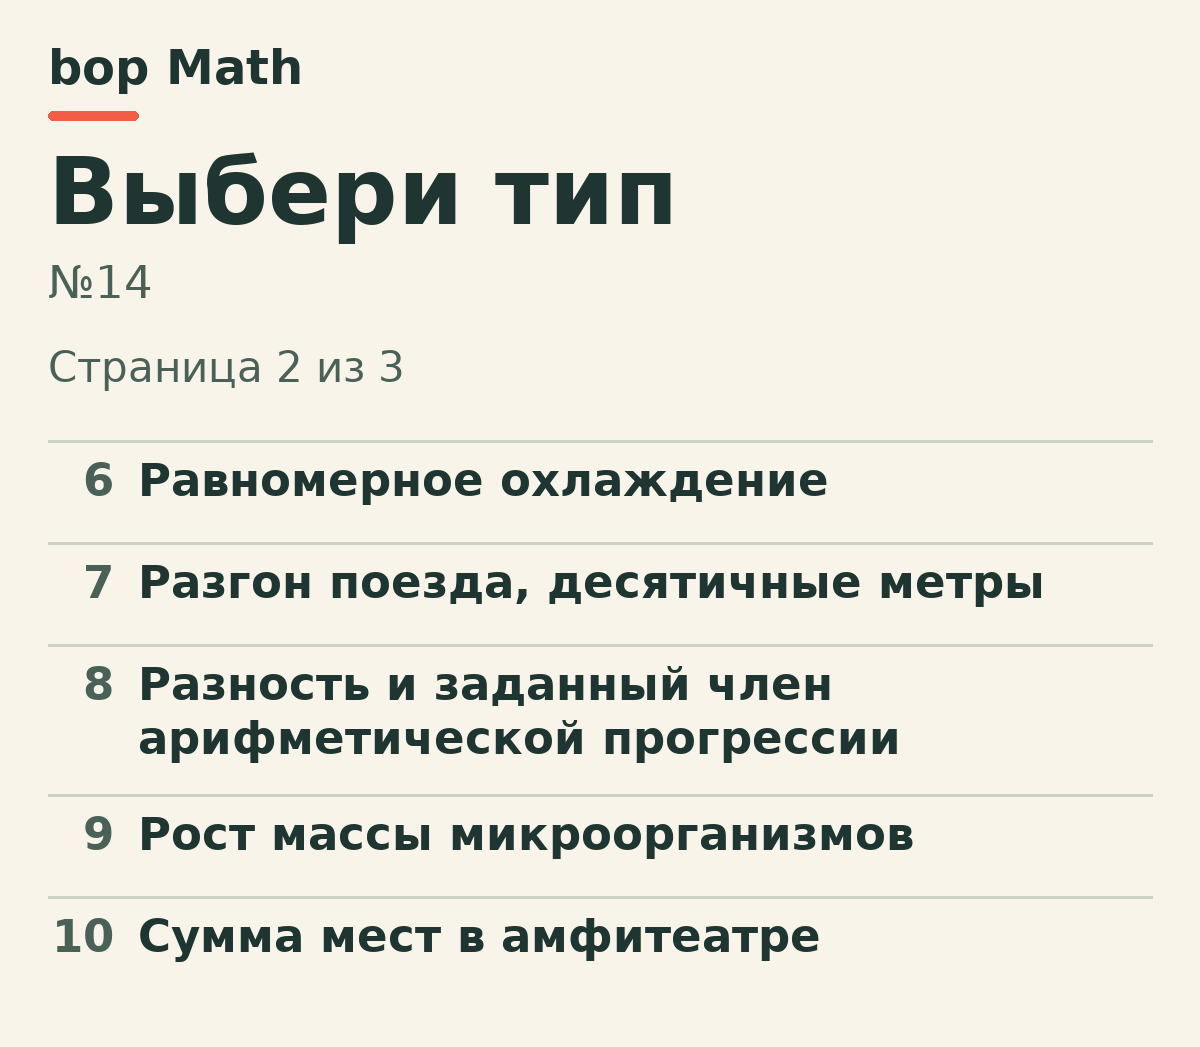 bop Math
Выбери тип
№14
Страница 2 из 3
6 Равномерное охлаждение
7 Разгон поезда, десятичные метры
8 Разность и заданный член
арифметической прогрессии
9 Рост массы микроорганизмов
10 Сумма мест в амфитеатре